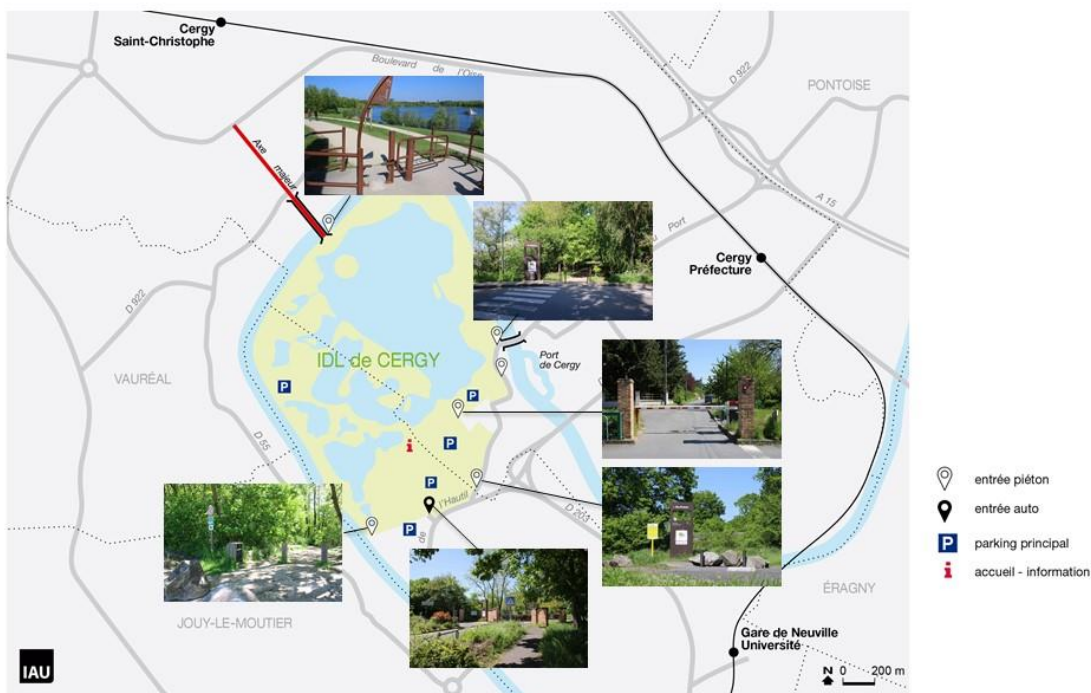 Cergy
Saint-Christophe
Boulevard de l'Oise
D 922
PONTOISE
Axe majeur
A 15
Port
Cergy
Préfecture
D 922
IDL de CERGY
Port
de Cergy
VAURÉAL
P
P
P
i
D 55
P
l'Hautil
de
P
D 203
entrée piéton
entrée auto
P
parking principal
i
accueil - information
ÉRAGNY
JOUY-LE-MOUTIER
Gare de Neuville
Université
IAU
N
0
200 m